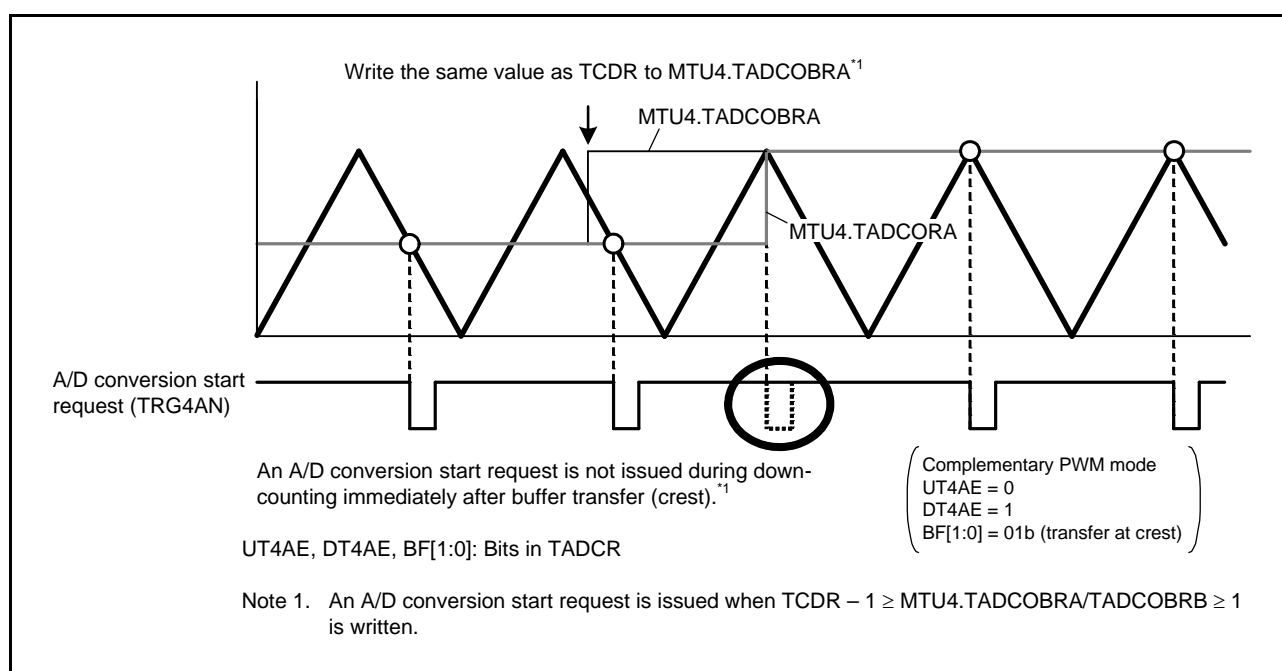 Write the same value as TCDR to MTU4.TADCOBRA*1
MTU4.TADCOBRA
MTU4.TADCORA
A/D conversion start
request (TRG4AN)
An A/D conversion start request is not issued during down-
counting immediately after buffer transfer (crest).*1
Complementary PWM mode
UT4AE = 0
DT4AE = 1
BF[1:0] = 01b (transfer at crest)
UT4AE, DT4AE, BF[1:0]: Bits in TADCR
Note 1. An A/D conversion start request is issued when TCDR – 1 ≥ MTU4.TADCOBRA/TADCOBRB ≥ 1
is written.